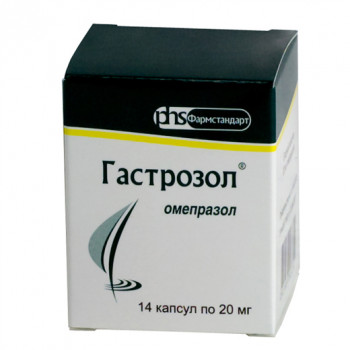 phs Фармстандарт
Гастрозол®
омепразол
14 капсул по 20 мг